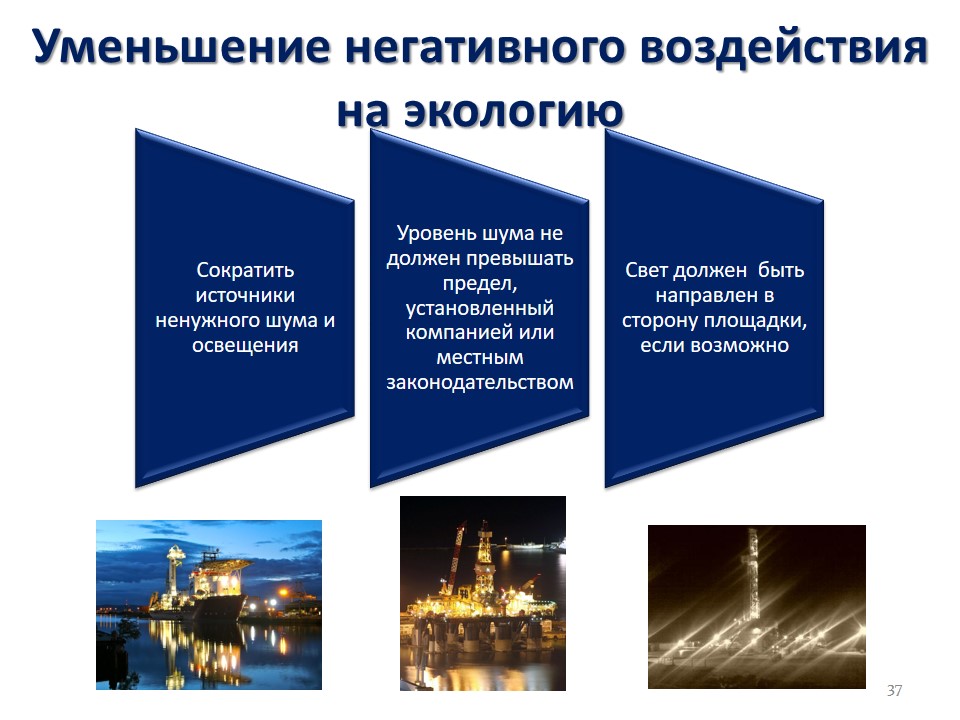 Уменьшение негативного воздействия
на экологию
Сократить
источники
ненужного шума и
освещения
Уровень шума не
должен превышать
предел,
установленный
компанией или
местным
законодательством
Свет должен  быть
направлен в
сторону площадки,
если возможно
37